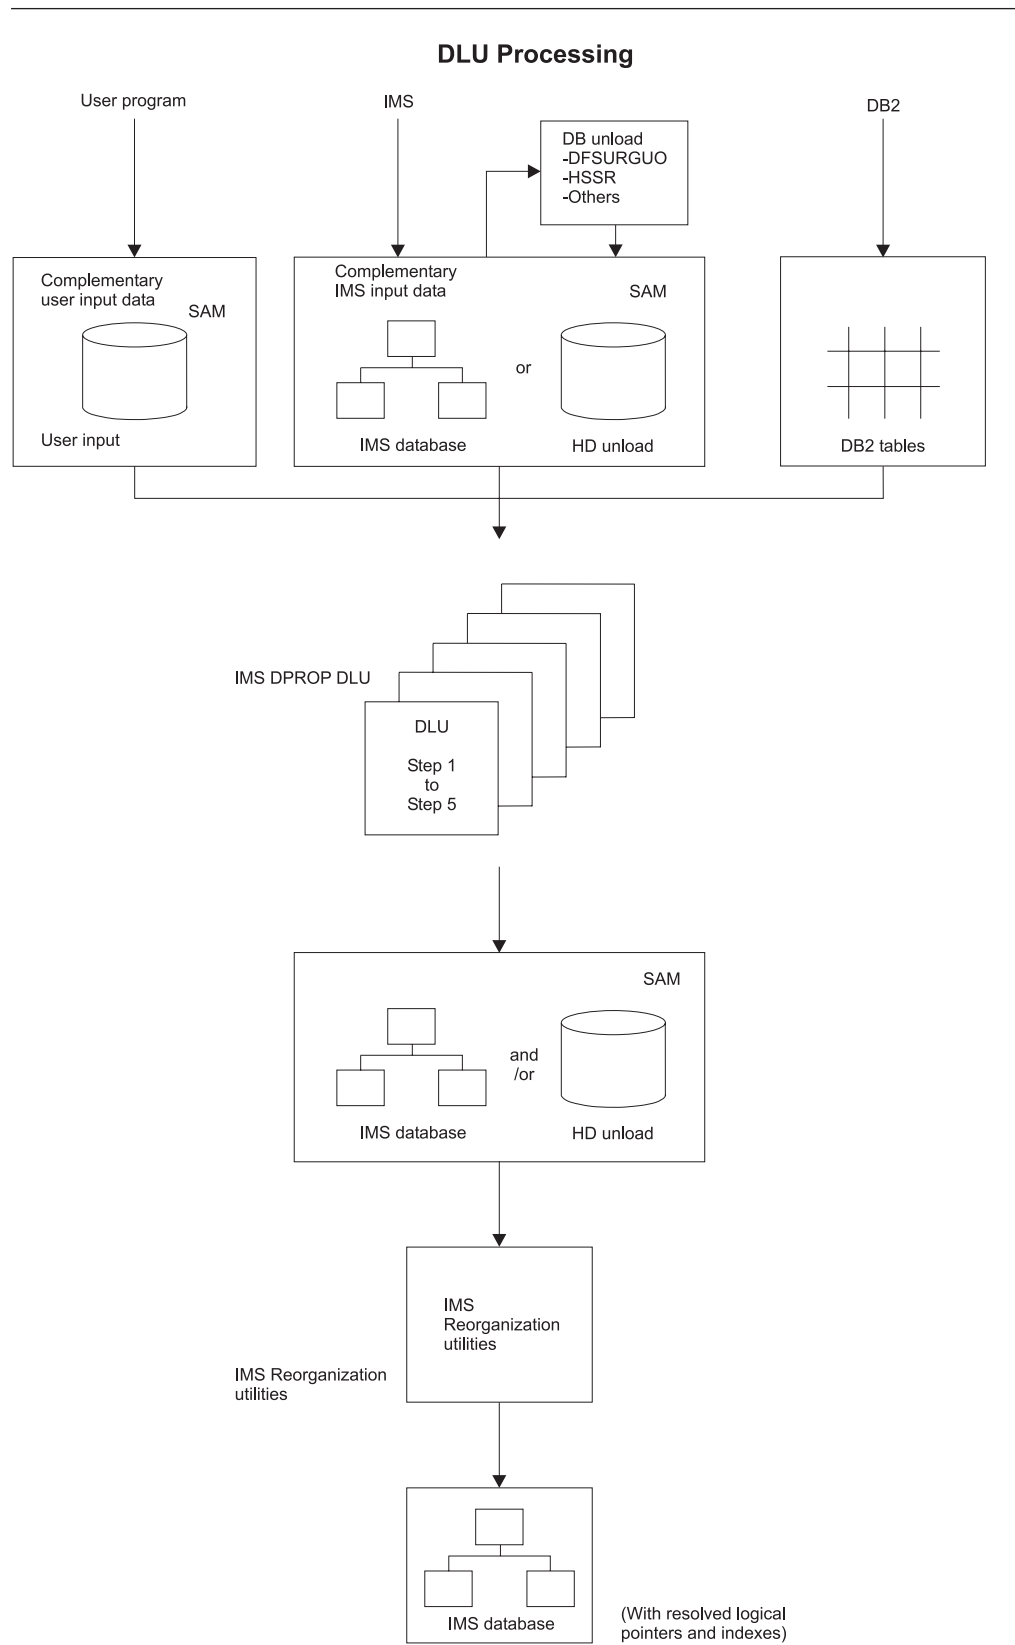 DLU Processing
User program
IMS
DB2
DB unload
-DFSURGUO
-HSSR
-Others
Complementary
user input data
SAM
User input
Complementary
IMS input data
SAM
or
IMS database
HD unload
DB2 tables
IMS DPROP DLU
DLU
Step 1
to
Step 5
SAM
and
/or
IMS database
HD unload
IMS
Reorganization
utilities
IMS Reorganization
utilities
IMS database
(With resolved logical
pointers and indexes)